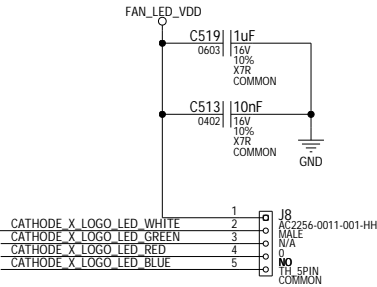 FAN_LED_VDD
C519 1uF
0603 16V
10%
X7R
COMMON
C513 10nF
0402 16V
10%
X7R
COMMON
GND
1
CATHODE_X_LOGO_LED_WHITE 2
CATHODE_X_LOGO_LED_GREEN 3
CATHODE_X_LOGO_LED_RED 4
CATHODE_X_LOGO_LED_BLUE 5
J8
AC2256-0011-001-HH
MALE
N/A
0
NO
TH_5PIN
COMMON